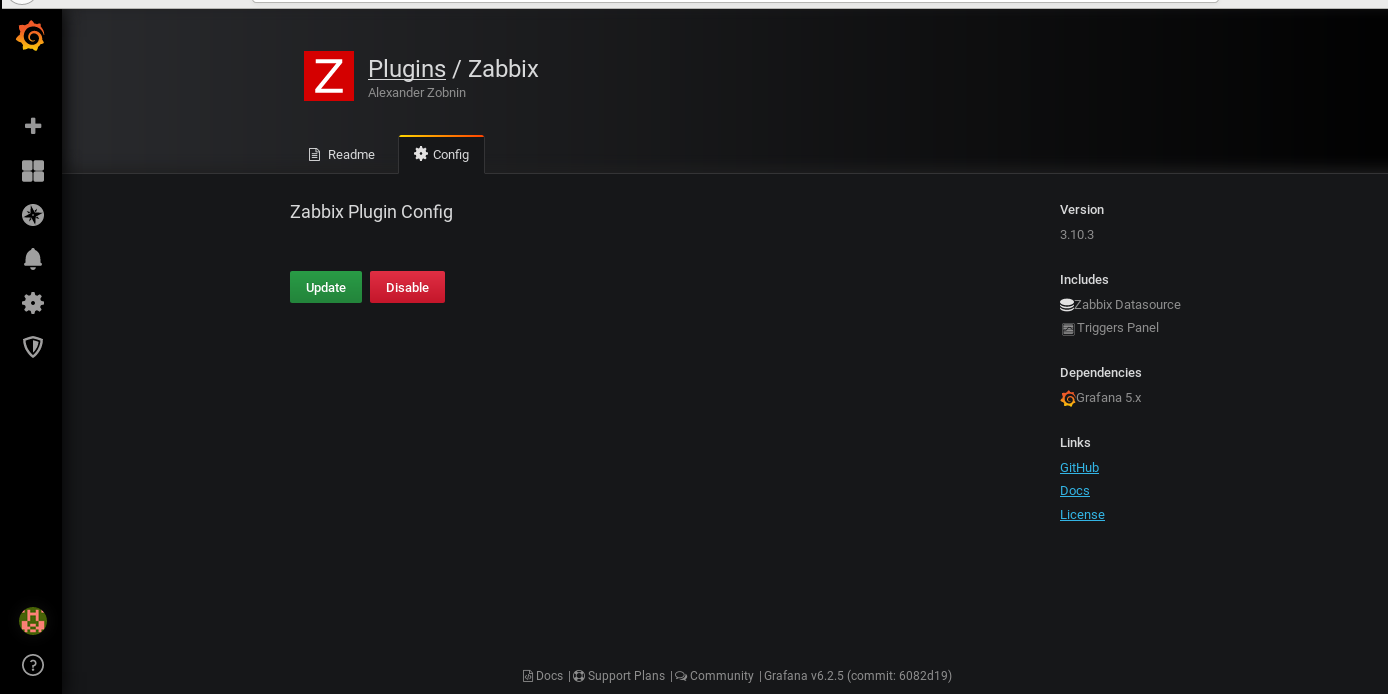 Z
Plugins / Zabbix
Alexander Zobnin
Readme
Config
Zabbix Plugin Config
Update
Disable
Version
3.10.3
Includes
Zabbix Datasource
Triggers Panel
Dependencies
Grafana 5.x
Links
GitHub
Docs
License
Docs | Support Plans | Community | Grafana v6.2.5 (commit: 6082d19)